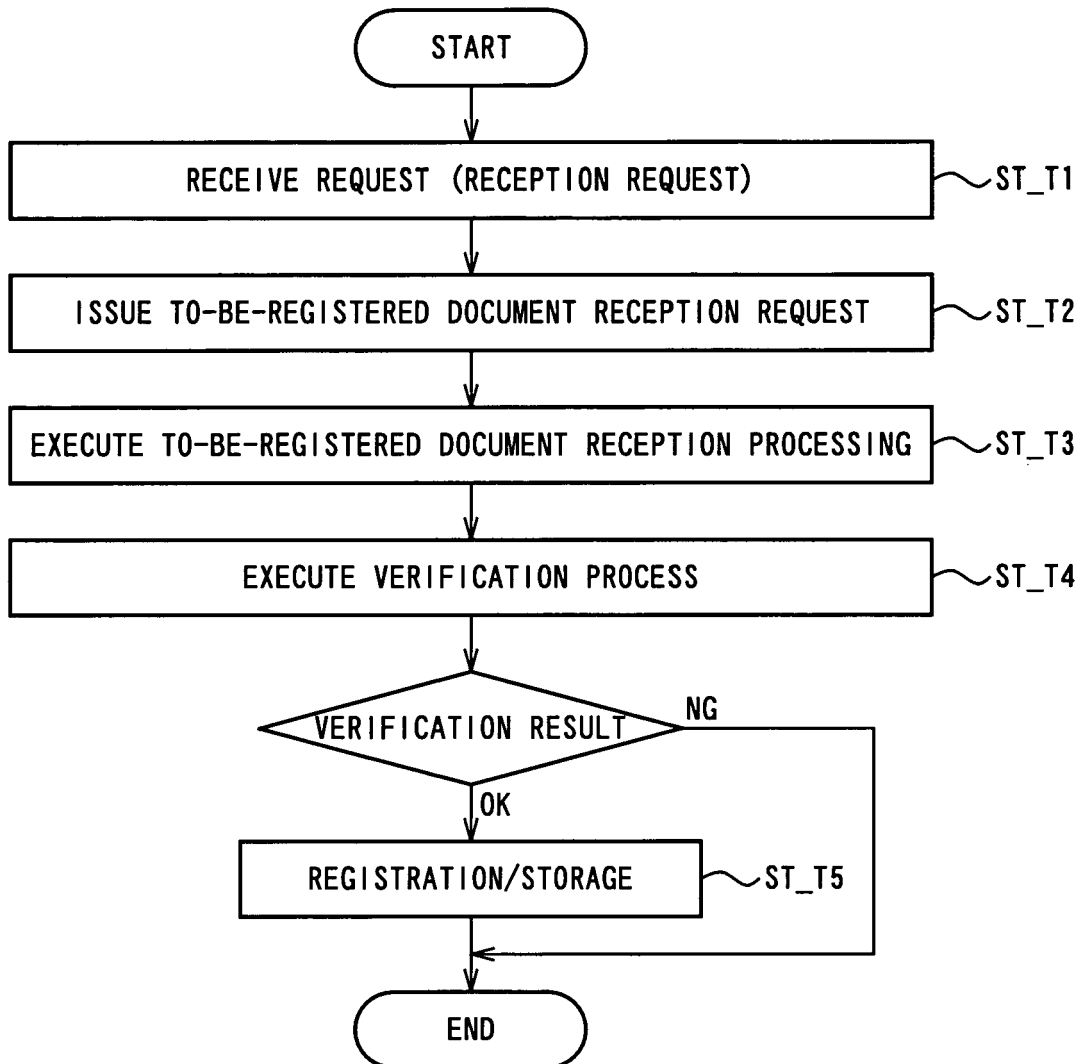 START
RECEIVE REQUEST (RECEPTION REQUEST)
ST_T1
ISSUE TO-BE-REGISTERED DOCUMENT RECEPTION REQUEST
ST_T2
EXECUTE TO-BE-REGISTERED DOCUMENT RECEPTION PROCESSING
ST_T3
EXECUTE VERIFICATION PROCESS
ST_T4
VERIFICATION RESULT
NG
OK
REGISTRATION/STORAGE
ST_T5
END